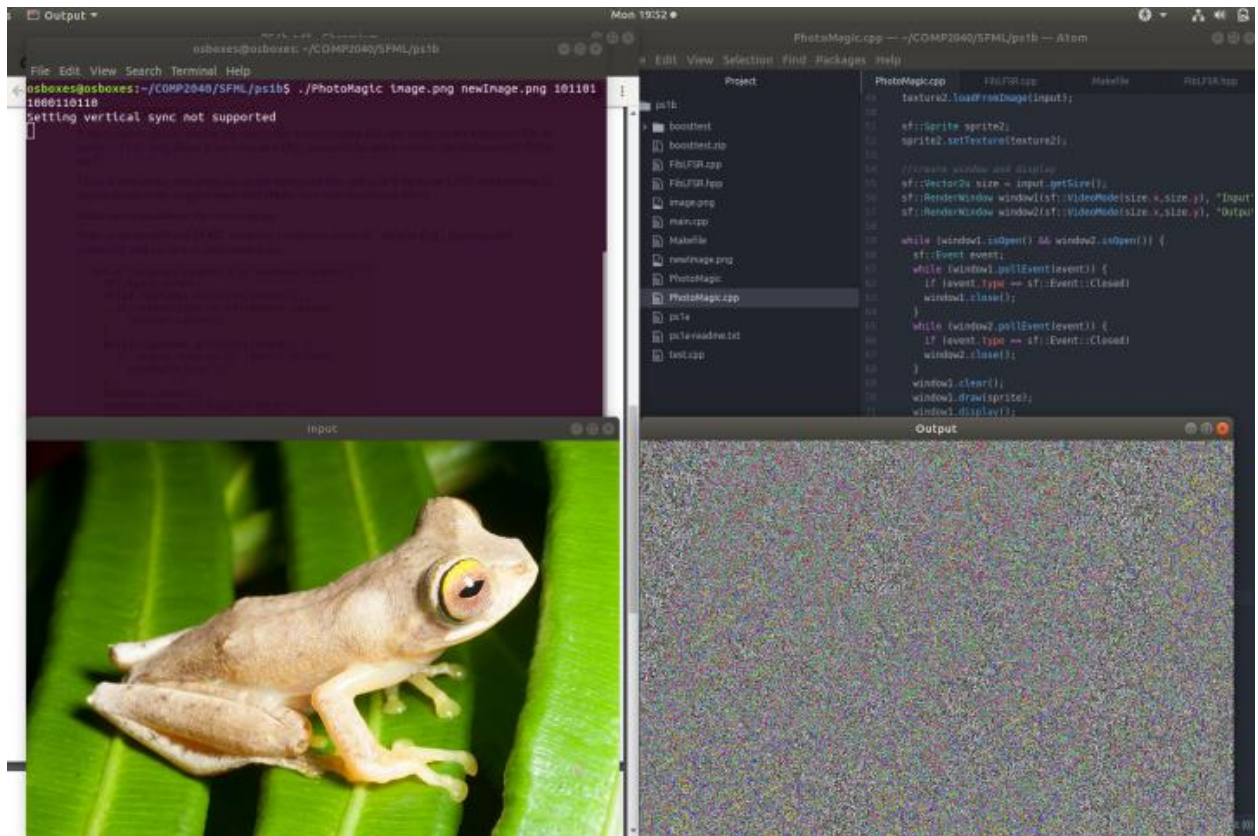 Output
Mon 19:52
osboxes@osboxes: ~/COMP2040/SFML/ps1b
File Edit View Search Terminal Help
osboxes@osboxes:~/COMP2040/SFML/ps1b$ ./PhotoMagic image.png newImage.png 101101
1000110110
Setting vertical sync not supported
PhotoMagic.cpp — ~/COMP2040/SFML/ps1b — Atom
Edit View Selection Find Packages Help
Project
ps1b
boosttest
boosttest.zip
FibLFSR.cpp
FibLFSR.hpp
image.png
main.cpp
Makefile
newImage.png
PhotoMagic
PhotoMagic.cpp
ps1a
ps1a-readme.txt
test.cpp
PhotoMagic.cpp FibLFSR.cpp Makefile FibLFSR.hpp
texture2.loadFromImage(input);
sf::Sprite sprite2;
sprite2.setTexture(texture2);
//create window and display
sf::Vector2u size = input.getSize();
sf::RenderWindow window1(sf::VideoMode(size.x,size.y), "Input
sf::RenderWindow window2(sf::VideoMode(size.x,size.y), "Outpu
while (window1.isOpen() && window2.isOpen()) {
sf::Event event;
while (window1.pollEvent(event)) {
if (event.type == sf::Event::Closed)
window1.close();
}
while (window2.pollEvent(event)) {
if (event.type == sf::Event::Closed)
window2.close();
}
window1.clear();
window1.draw(sprite);
window1.display();
Input
Output